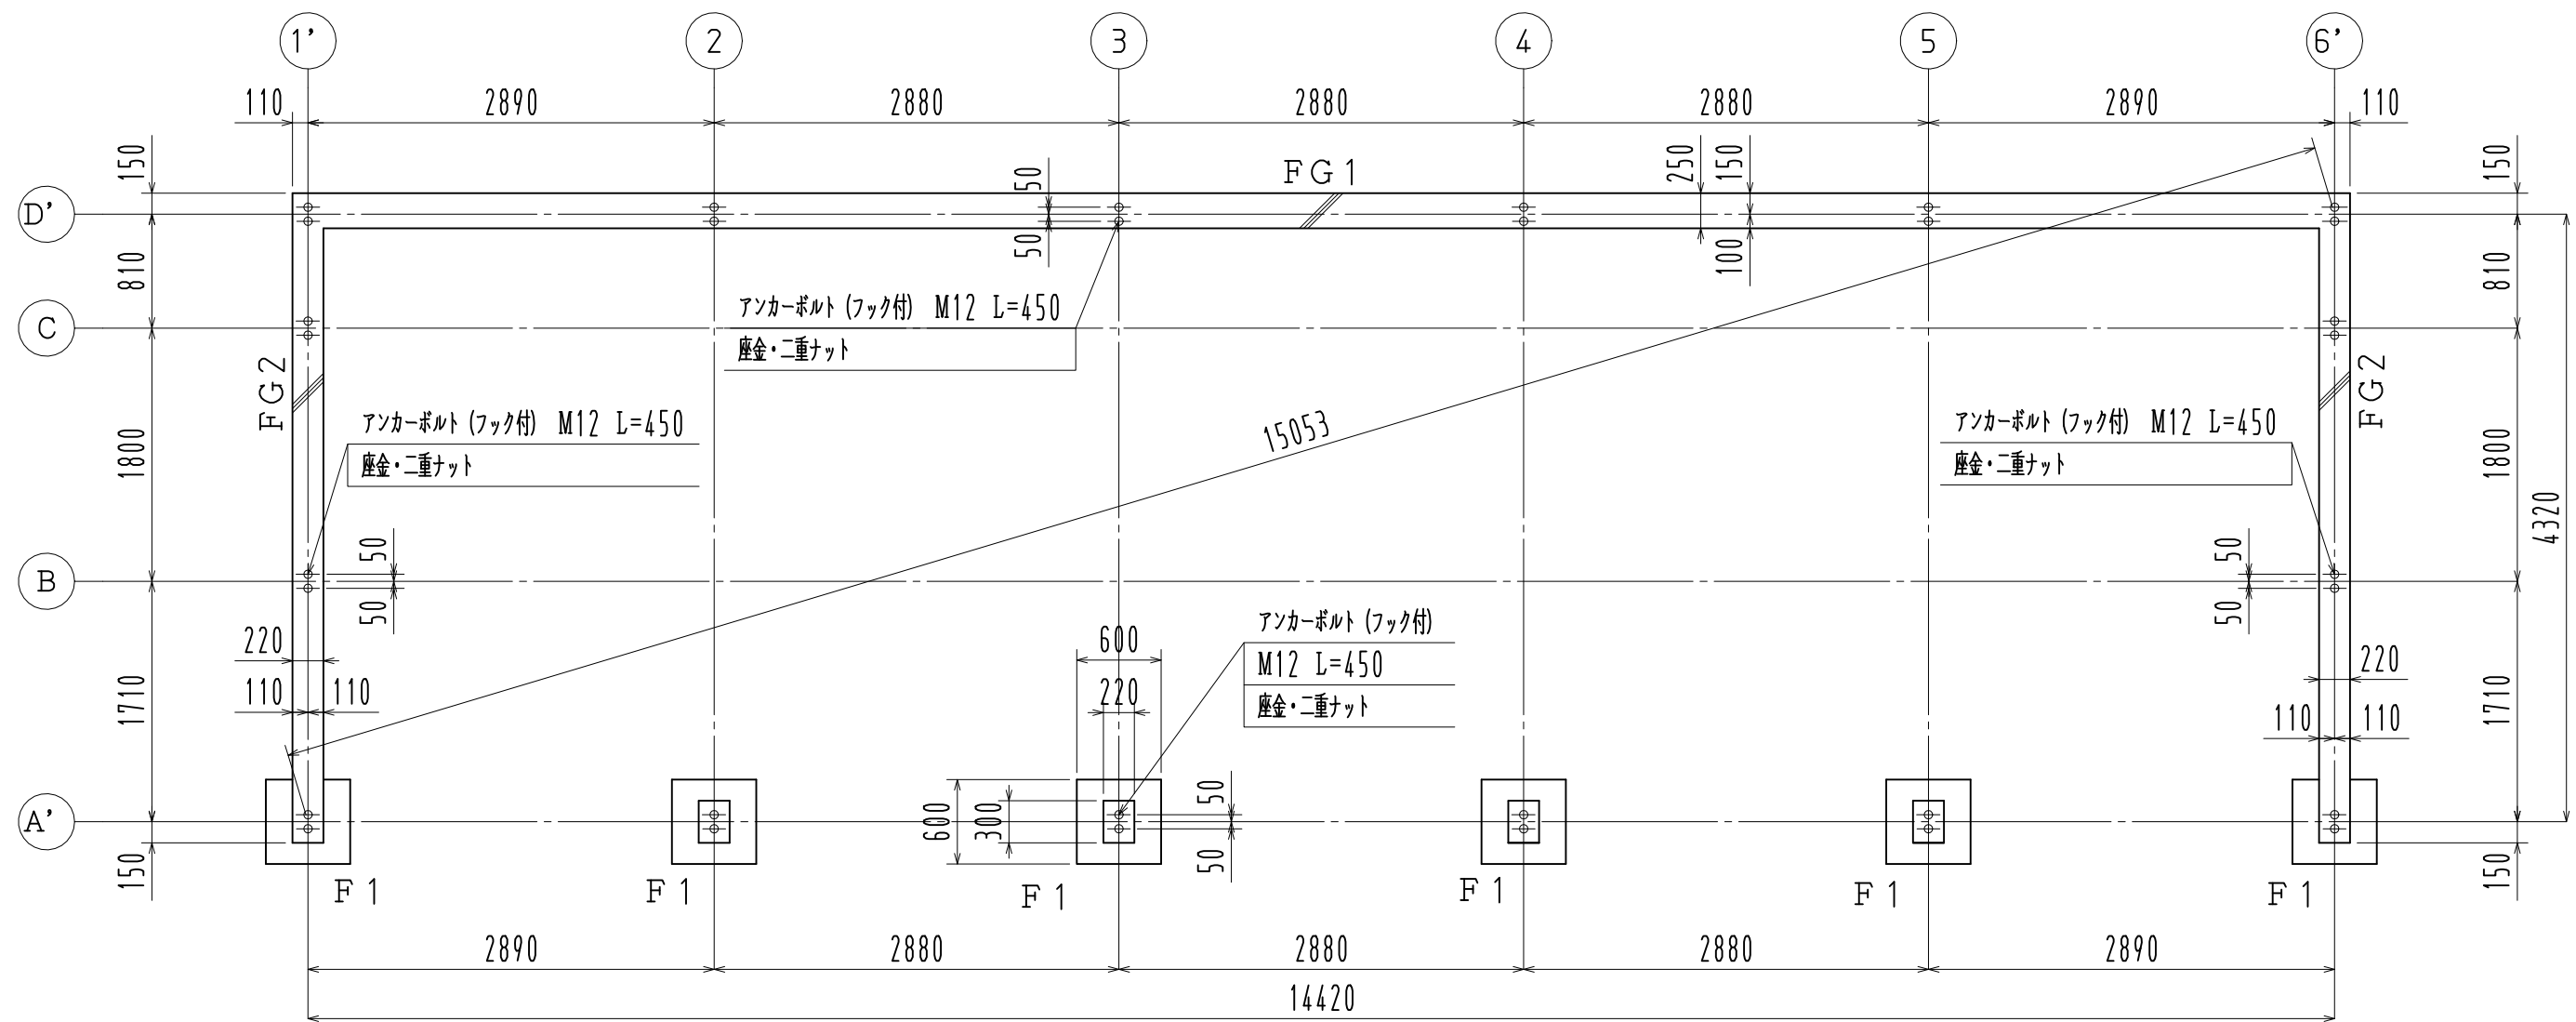 1' 2 3 4 5 6'
110 2890 2880 2880 2880 2890 110
150 150
FG1
50 250 150
D'
50 100
810 810
アンカーボルト (フック付) M12 L=450
座金・二重ナット
C
FG2 FG2
アンカーボルト (フック付) M12 L=450
座金・二重ナット
15053
アンカーボルト (フック付) M12 L=450
座金・二重ナット
1800 1800
4320
50 50
B
50 50
アンカーボルト (フック付)
M12 L=450
座金・二重ナット
220 600 220
110 110 220 110 110
1710 1710
50
A' 600 300
50
150 150
F1 F1 F1 F1 F1 F1
2890 2880 2880 2880 2890
14420